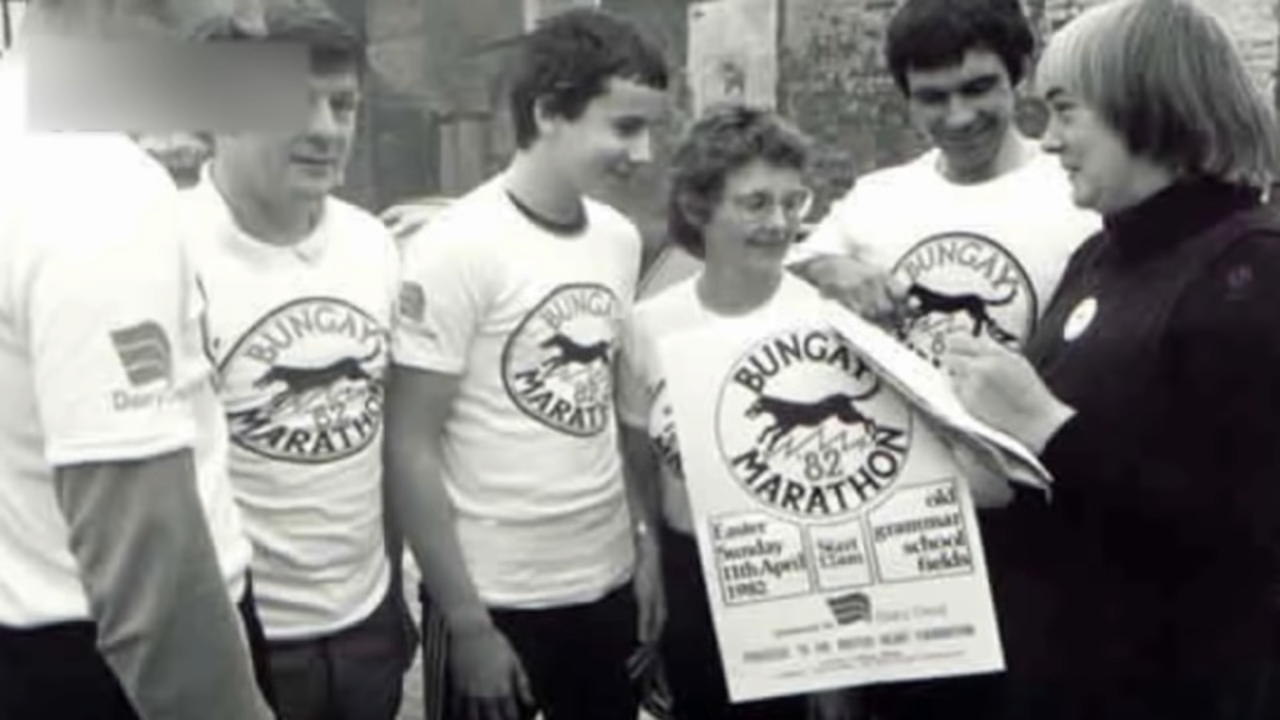 BUNGAY
82
MARATHON
BUNGAY
82
MARATHON
BUNGAY
MARATHON
82
Easter
Sunday
11th April
1982
Start
11am
old
grammar
school
fields
BUNGAY